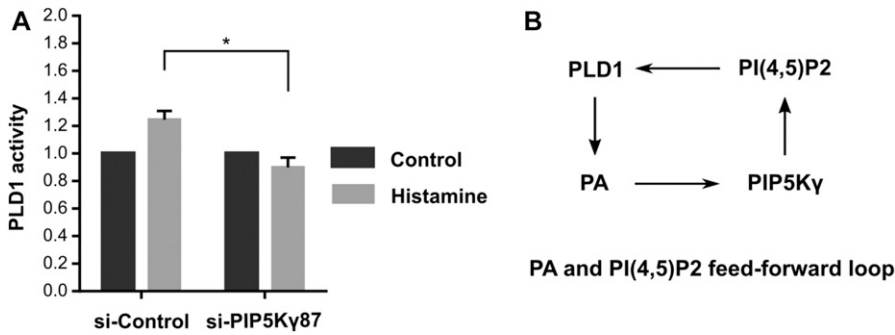 A
PLD1 activity
2.0
1.8
1.6
1.4
1.2
1.0
0.8
0.6
0.4
0.2
0.0
*
si-Control
si-PIP5Kγ87
Control
Histamine
B
PLD1
PI(4,5)P2
PA
PIP5Kγ
PA and PI(4,5)P2 feed-forward loop